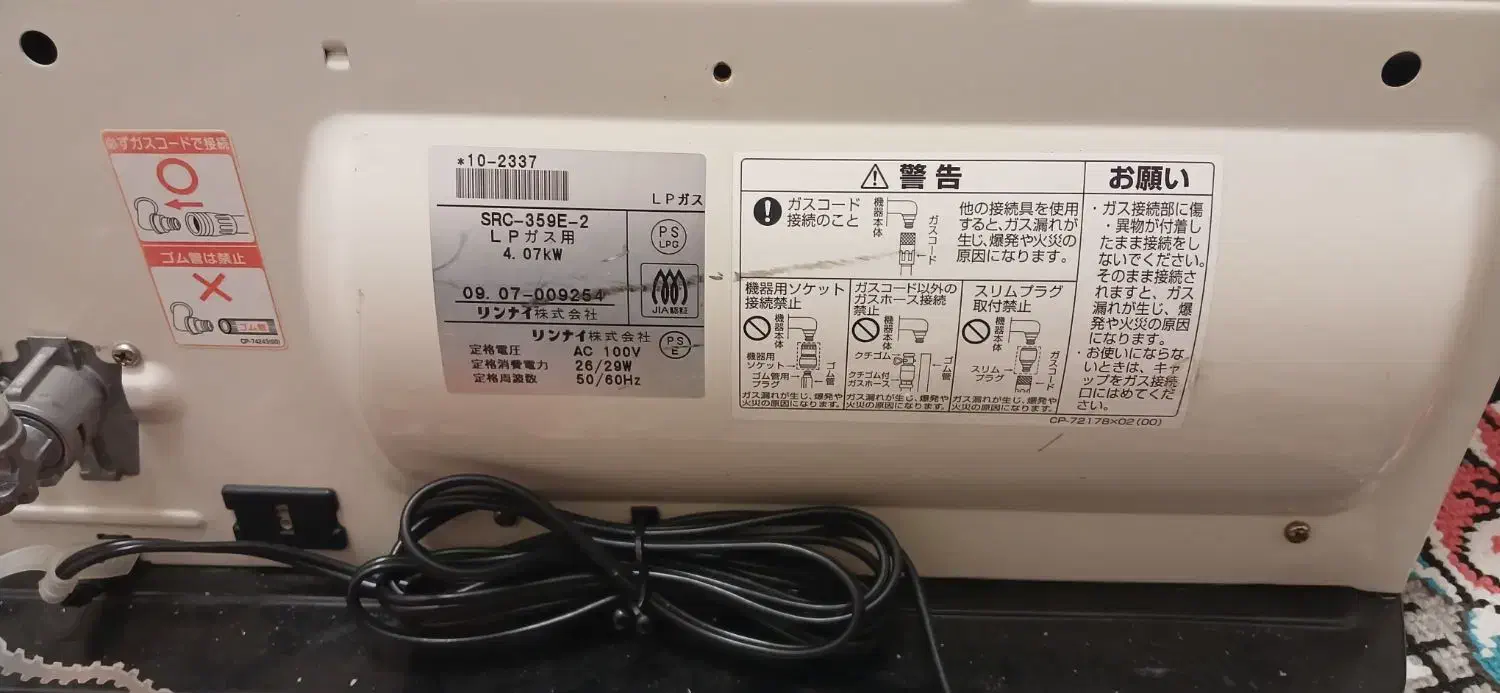 必ずガスコードで接続
ゴム管は禁止
ゴム管
CP-74243(00)
*10-2337
LPガス
SRC-359E-2
LPガス用
4.07kW
PS
LPG
JIA認証
09.07-009254
リンナイ株式会社
リンナイ株式会社
PS
E
定格電圧 AC 100V
定格消費電力 26/29W
定格周波数 50/60Hz
警告
ガスコード
接続のこと
機器本体
ガスコード
他の接続具を使用
すると、ガス漏れが
生じ、爆発や火災の
原因になります。
機器用ソケット
接続禁止
機器本体
機器用
ソケット
ゴム管用
プラグ
ゴム管
ガス漏れが生じ、爆発や
火災の原因になります。
ガスコード以外の
ガスホース接続
禁止
機器本体
クチゴム
クチゴム付
ガスホース
ゴム管
ガス漏れが生じ、爆発や
火災の原因になります。
スリムプラグ
取付禁止
機器本体
スリム
プラグ
ガスコード
ガス漏れが生じ、爆発や
火災の原因になります。
お願い
・ガス接続部に傷
・異物が付着し
たまま接続をし
ないでください。
そのまま接続さ
れますと、ガス
漏れが生じ、爆
発や火災の原因
になります。
・お使いにならな
いときは、キャ
ップをガス接続
口にはめてくだ
さい。
CP-72178×02(00)